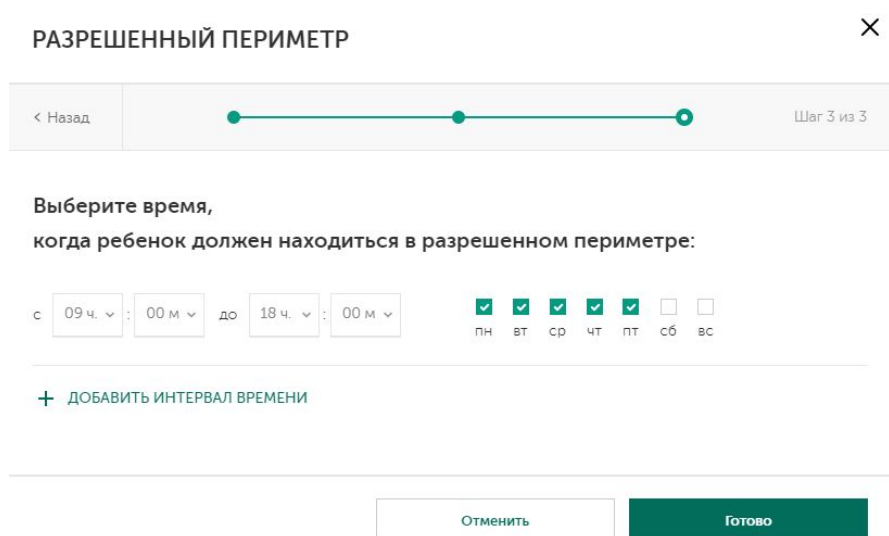 РАЗРЕШЕННЫЙ ПЕРИМЕТР
< Назад
Шаг 3 из 3
Выберите время,
когда ребенок должен находиться в разрешенном периметре:
с 09 ч. : 00 м до 18 ч. : 00 м
пн вт ср чт пт сб вс
+ ДОБАВИТЬ ИНТЕРВАЛ ВРЕМЕНИ
Отменить Готово